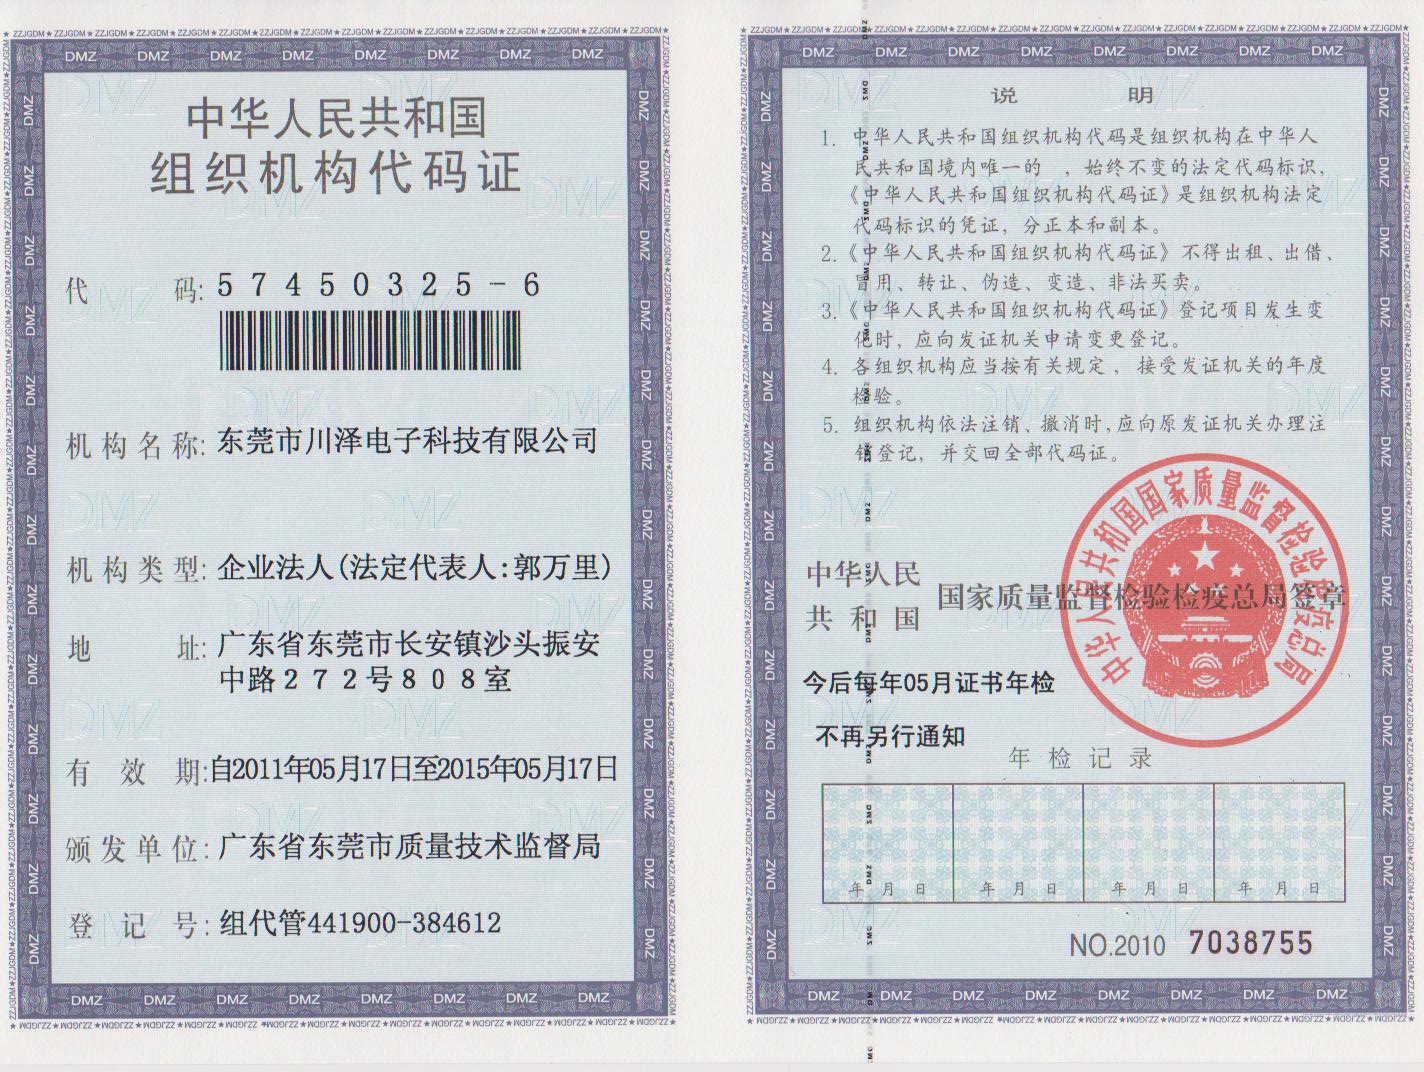 中华人民共和国
组织机构代码证
代码: 57450325-6
机构名称: 东莞市川泽电子科技有限公司
机构类型: 企业法人(法定代表人:郭万里)
地址: 广东省东莞市长安镇沙头振安
中路272号808室
有效期: 自2011年05月17日至2015年05月17日
颁发单位: 广东省东莞市质量技术监督局
登记号: 组代管441900-384612
说明
1. 中华人民共和国组织机构代码是组织机构在中华人
民共和国境内唯一的 , 始终不变的法定代码标识,
《中华人民共和国组织机构代码证》是组织机构法定
代码标识的凭证, 分正本和副本。
2.《中华人民共和国组织机构代码证》不得出租、出借、
冒用、转让、伪造、变造、非法买卖。
3.《中华人民共和国组织机构代码证》登记项目发生变
化时, 应向发证机关申请变更登记。
4. 各组织机构应当按有关规定, 接受发证机关的年度
检验。
5. 组织机构依法注销、撤消时, 应向原发证机关办理注
销登记, 并交回全部代码证。
中华人民共和国国家质量监督检验检疫总局
中华人民
共和国
国家质量监督检验检疫总局签章
今后每年05月证书年检
不再另行通知
年检记录
年 月 日 年 月 日 年 月 日 年 月 日
NO.2010 7038755